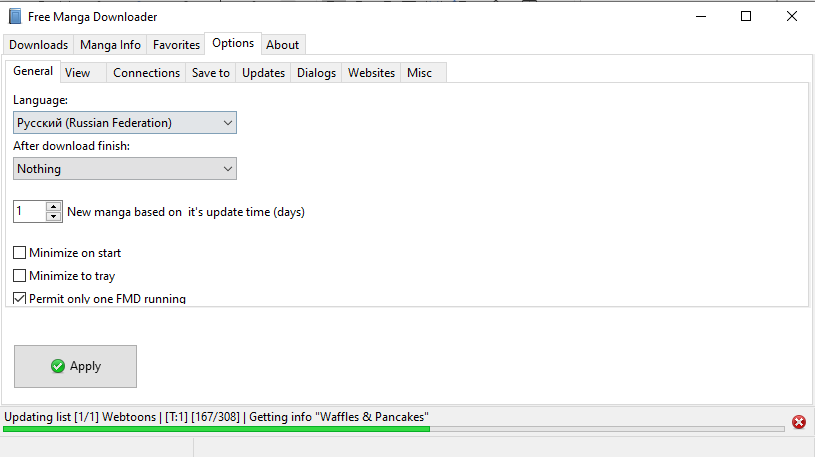 Free Manga Downloader
Downloads Manga Info Favorites Options About
General View Connections Save to Updates Dialogs Websites Misc
Language:
Русский (Russian Federation)
After download finish:
Nothing
1 New manga based on it's update time (days)
Minimize on start
Minimize to tray
Permit only one FMD running
Apply
Updating list [1/1] Webtoons | [T:1] [167/308] | Getting info "Waffles & Pancakes"